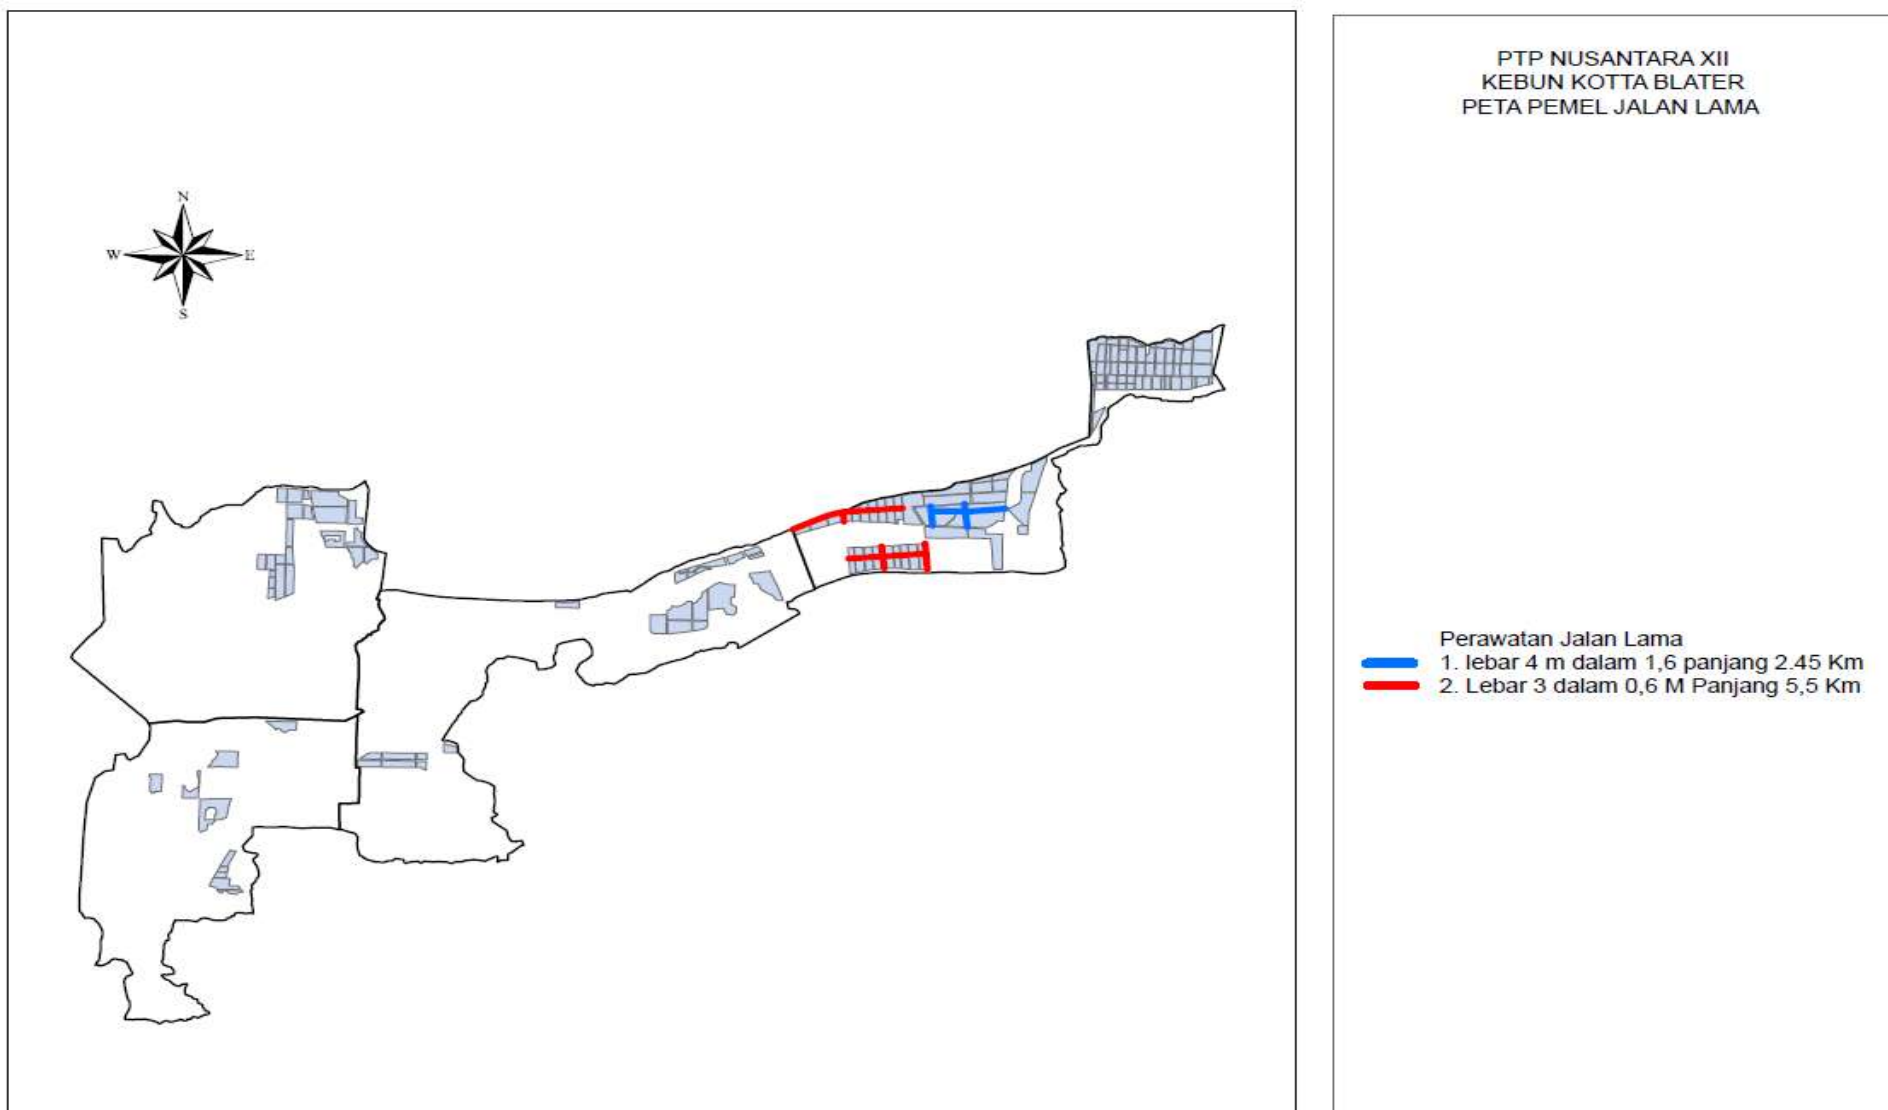 PTP NUSANTARA XII
KEBUN KOTTA BLATER
PETA PEMEL JALAN LAMA
N
W
E
S
Perawatan Jalan Lama
1. lebar 4 m dalam 1,6 panjang 2.45 Km
2. Lebar 3 dalam 0,6 M Panjang 5,5 Km